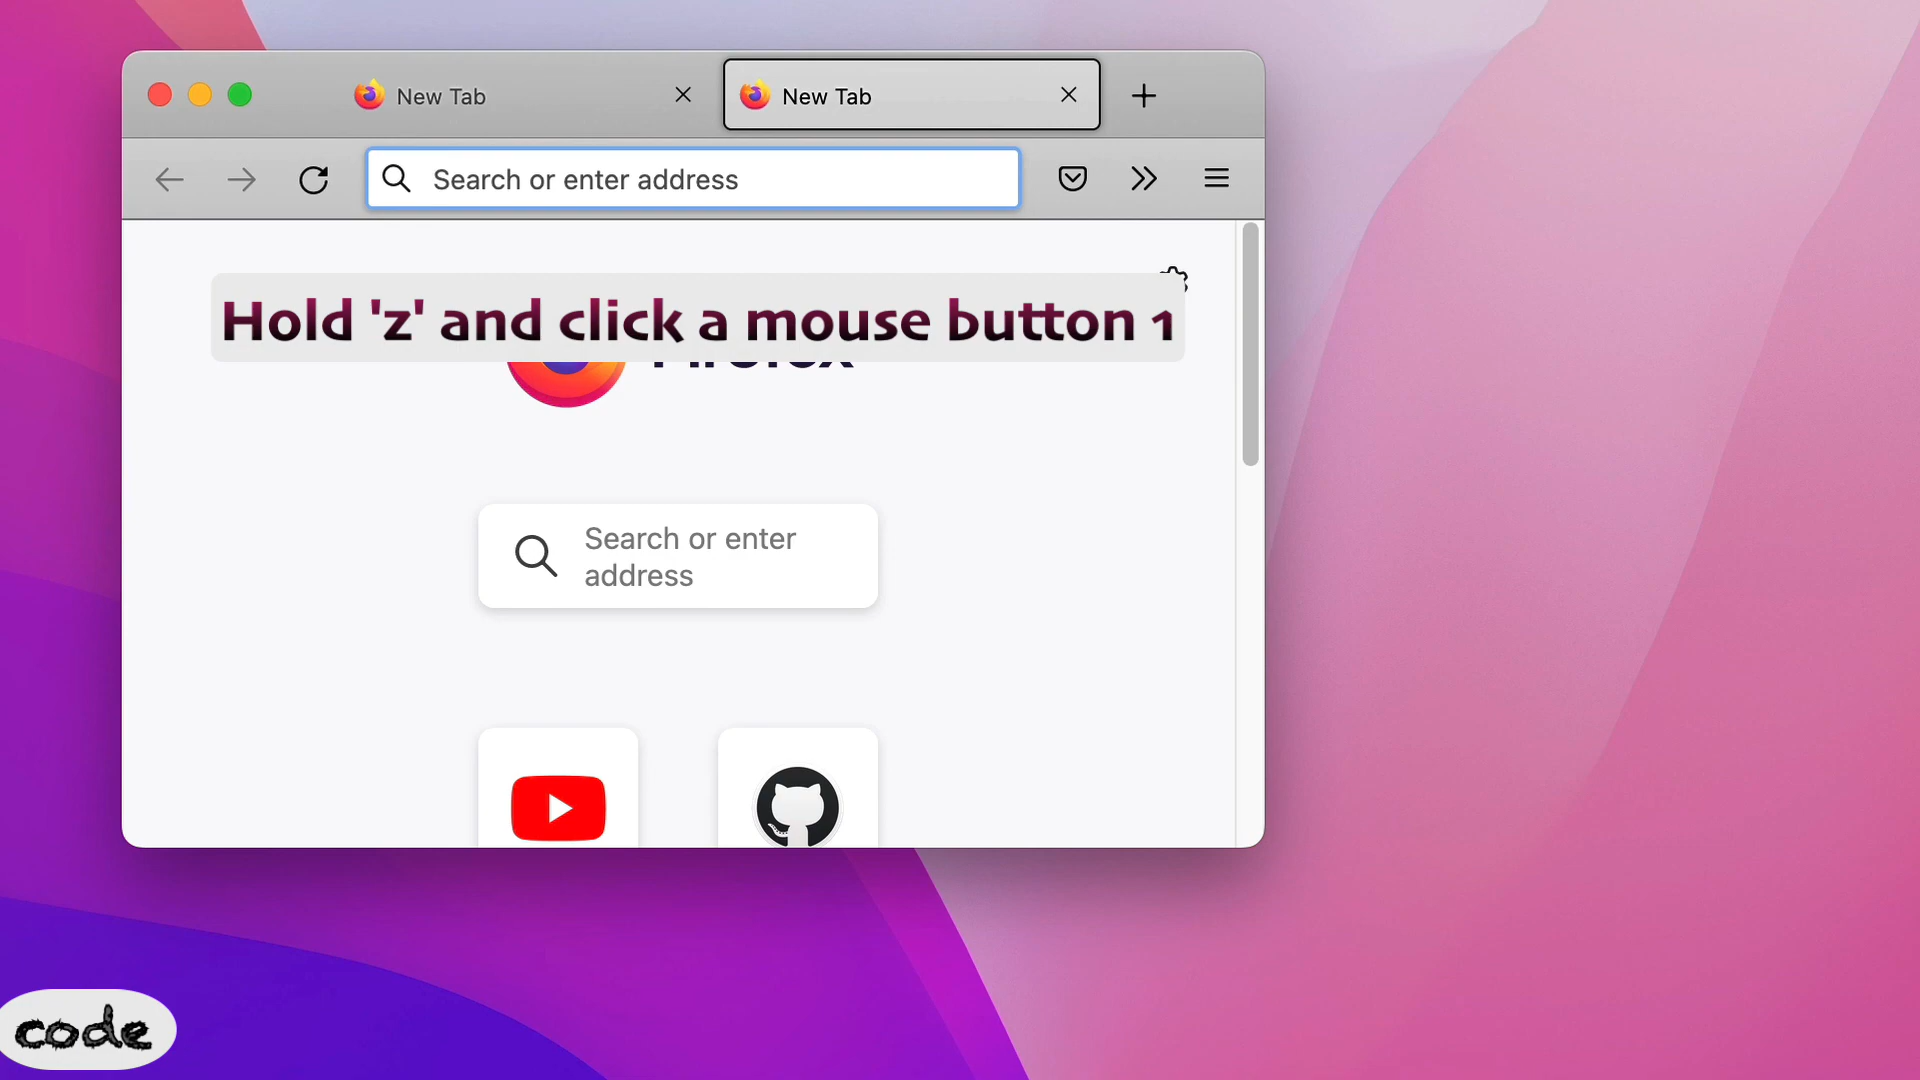 New Tab
New Tab
Search or enter address
Hold 'z' and click a mouse button 1
Firefox
Search or enter
address
code